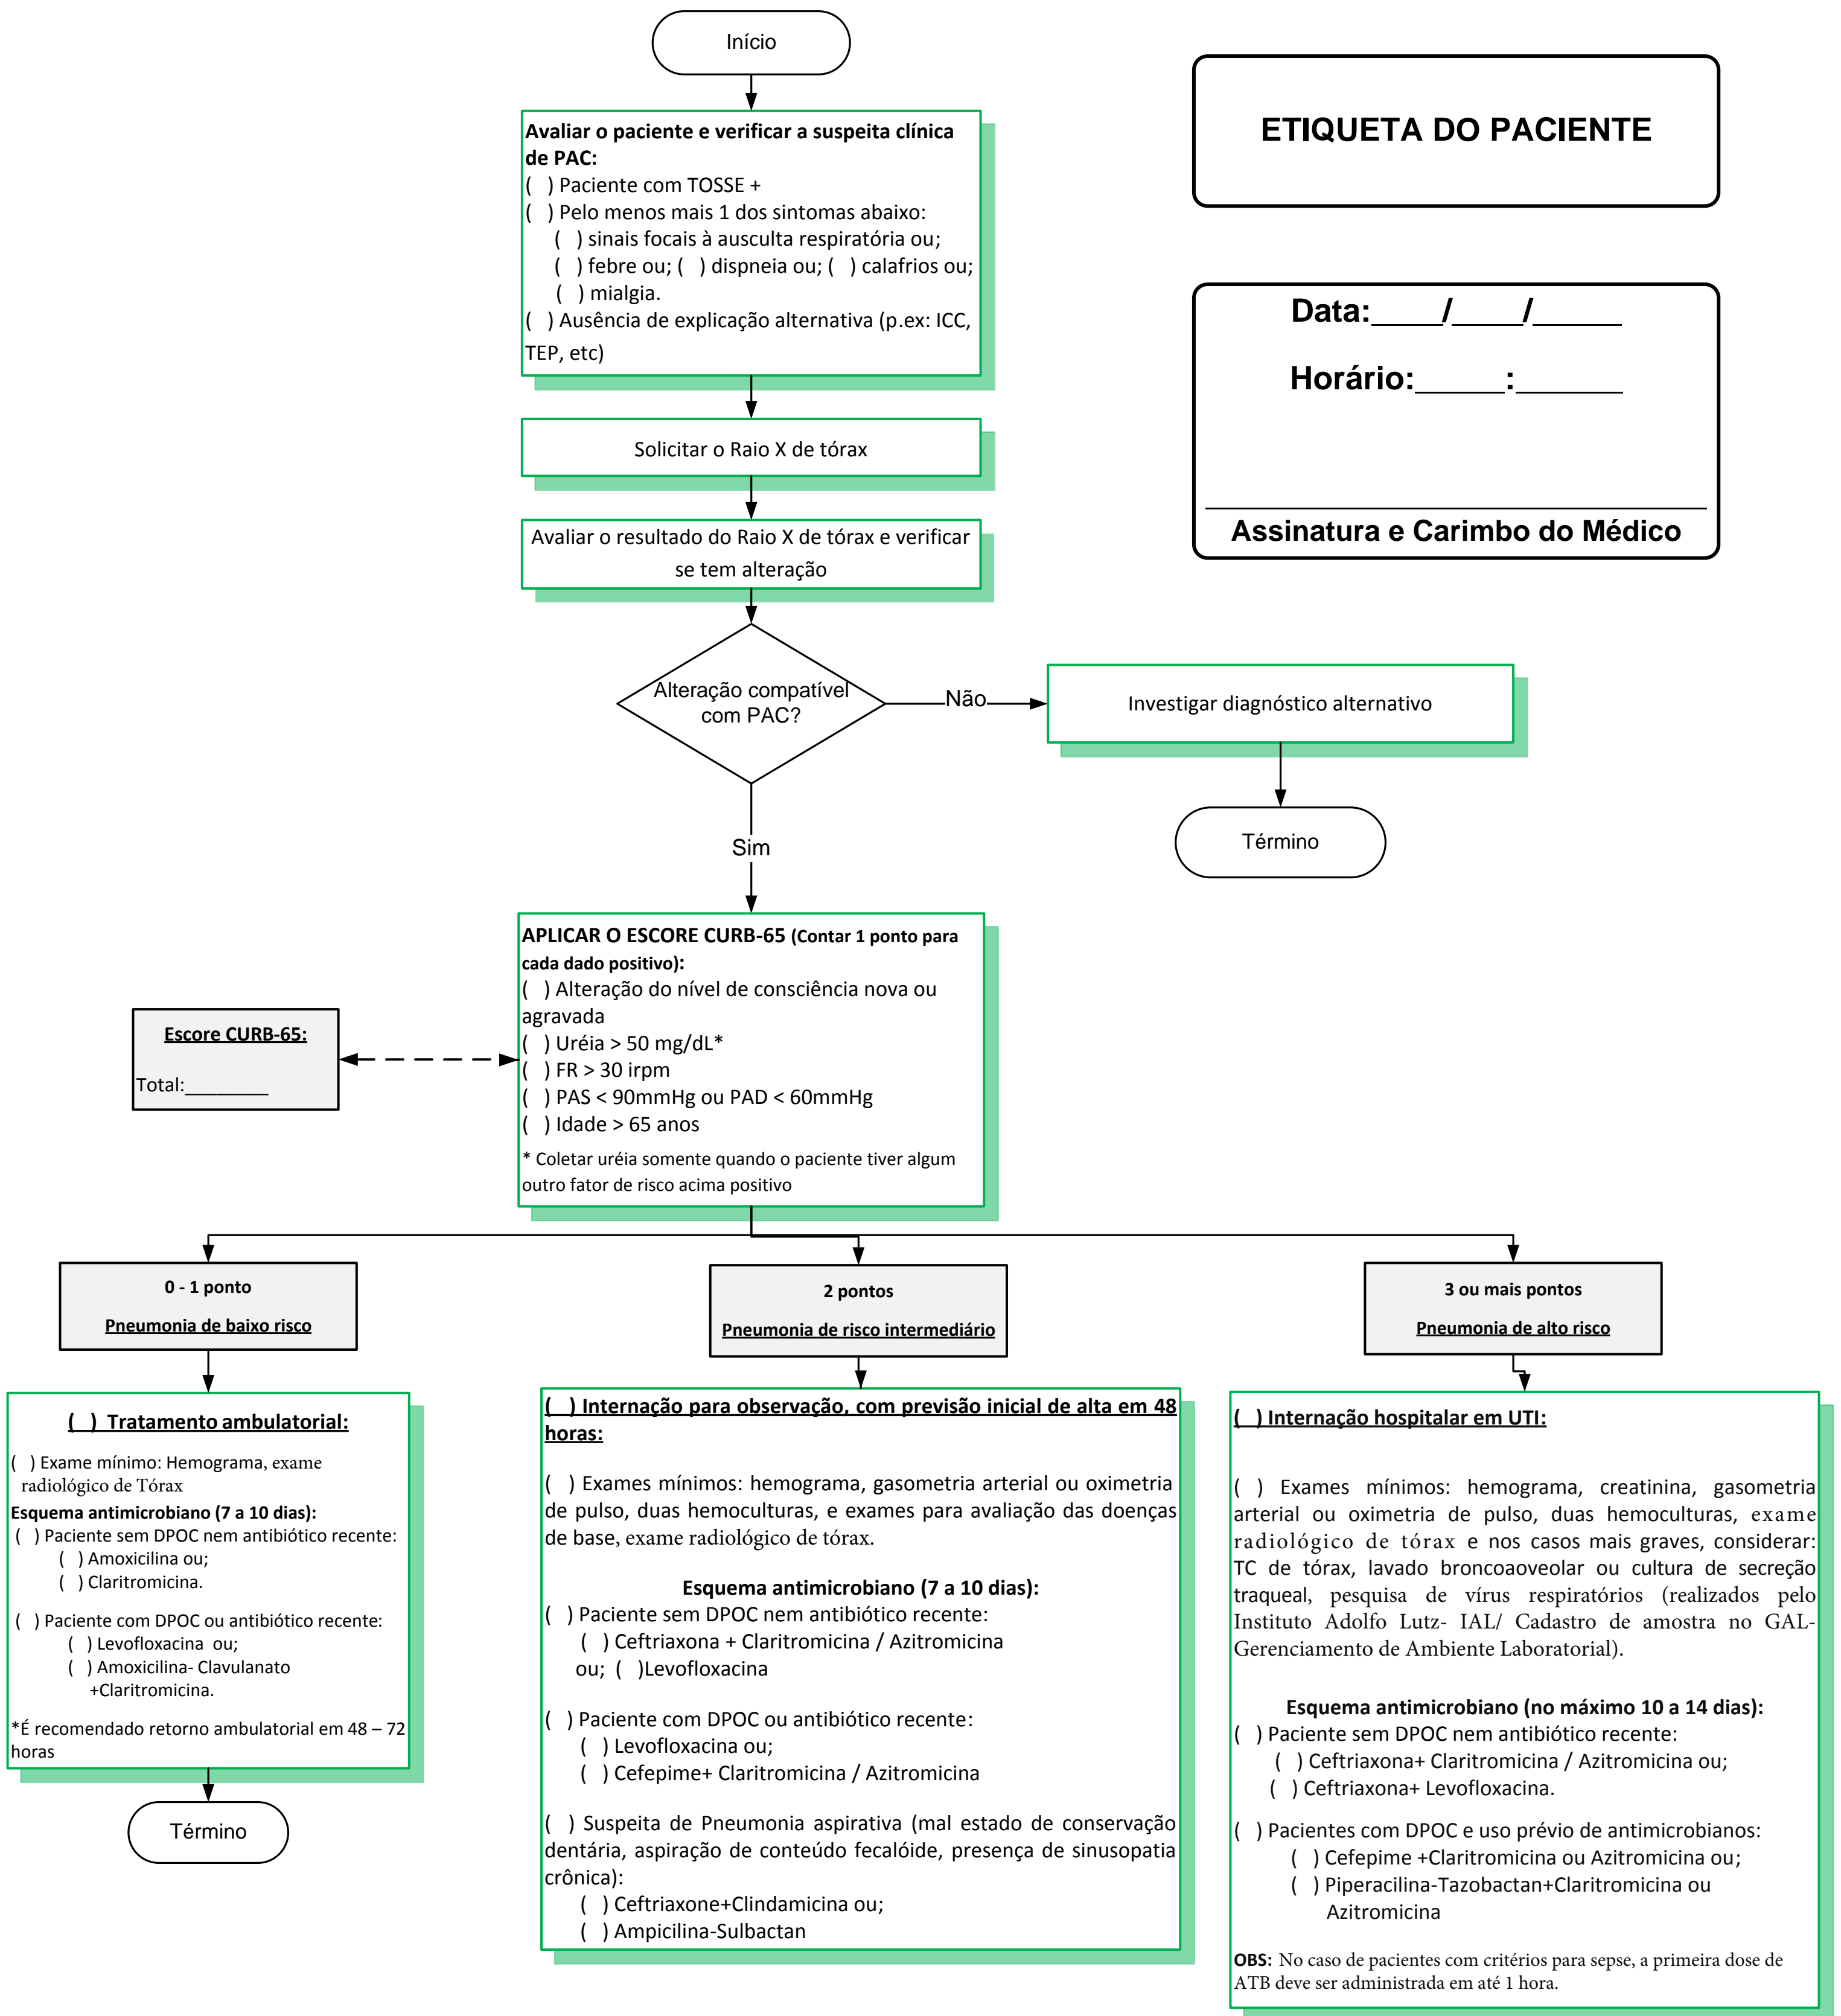 Início
ETIQUETA DO PACIENTE
Avaliar o paciente e verificar a suspeita clínica
de PAC:
(   ) Paciente com TOSSE +
(   ) Pelo menos mais 1 dos sintomas abaixo:
(   ) sinais focais à ausculta respiratória ou;
(   ) febre ou; (   ) dispneia ou; (   ) calafrios ou;
(   ) mialgia.
(   ) Ausência de explicação alternativa (p.ex: ICC,
TEP, etc)
Data:____/____/_____
Horário:_____:______
Assinatura e Carimbo do Médico
Solicitar o Raio X de tórax
Avaliar o resultado do Raio X de tórax e verificar
se tem alteração
Alteração compatível
com PAC?
Não
Investigar diagnóstico alternativo
Término
Sim
APLICAR O ESCORE CURB-65 (Contar 1 ponto para
cada dado positivo):
(   ) Alteração do nível de consciência nova ou
agravada
(   ) Uréia > 50 mg/dL*
(   ) FR > 30 irpm
(   ) PAS < 90mmHg ou PAD < 60mmHg
(   ) Idade > 65 anos
* Coletar uréia somente quando o paciente tiver algum
outro fator de risco acima positivo
Escore CURB-65:
Total:________
0 - 1 ponto
Pneumonia de baixo risco
2 pontos
Pneumonia de risco intermediário
3 ou mais pontos
Pneumonia de alto risco
(   ) Tratamento ambulatorial:
(   ) Exame mínimo: Hemograma, exame
radiológico de Tórax
Esquema antimicrobiano (7 a 10 dias):
(   ) Paciente sem DPOC nem antibiótico recente:
(   ) Amoxicilina ou;
(   ) Claritromicina.
(   ) Paciente com DPOC ou antibiótico recente:
(   ) Levofloxacina  ou;
(   ) Amoxicilina- Clavulanato
+Claritromicina.
*É recomendado retorno ambulatorial em 48 – 72
horas
Término
(   ) Internação para observação, com previsão inicial de alta em 48
horas:
(   ) Exames mínimos: hemograma, gasometria arterial ou oximetria
de pulso, duas hemoculturas, e exames para avaliação das doenças
de base, exame radiológico de tórax.
Esquema antimicrobiano (7 a 10 dias):
(   ) Paciente sem DPOC nem antibiótico recente:
(   ) Ceftriaxona + Claritromicina / Azitromicina
ou; (   )Levofloxacina
(   ) Paciente com DPOC ou antibiótico recente:
(   ) Levofloxacina ou;
(   ) Cefepime+ Claritromicina / Azitromicina
(   ) Suspeita de Pneumonia aspirativa (mal estado de conservação
dentária, aspiração de conteúdo fecalóide, presença de sinusopatia
crônica):
(   ) Ceftriaxone+Clindamicina ou;
(   ) Ampicilina-Sulbactan
(   ) Internação hospitalar em UTI:
(   ) Exames mínimos: hemograma, creatinina, gasometria
arterial ou oximetria de pulso, duas hemoculturas, exame
radiológico de tórax e nos casos mais graves, considerar:
TC de tórax, lavado broncoaoveolar ou cultura de secreção
traqueal, pesquisa de vírus respiratórios (realizados pelo
Instituto Adolfo Lutz- IAL/ Cadastro de amostra no GAL-
Gerenciamento de Ambiente Laboratorial).
Esquema antimicrobiano (no máximo 10 a 14 dias):
(   ) Paciente sem DPOC nem antibiótico recente:
(   ) Ceftriaxona+ Claritromicina / Azitromicina ou;
(   ) Ceftriaxona+ Levofloxacina.
(   ) Pacientes com DPOC e uso prévio de antimicrobianos:
(   ) Cefepime +Claritromicina ou Azitromicina ou;
(   ) Piperacilina-Tazobactan+Claritromicina ou
Azitromicina
OBS: No caso de pacientes com critérios para sepse, a primeira dose de
ATB deve ser administrada em até 1 hora.